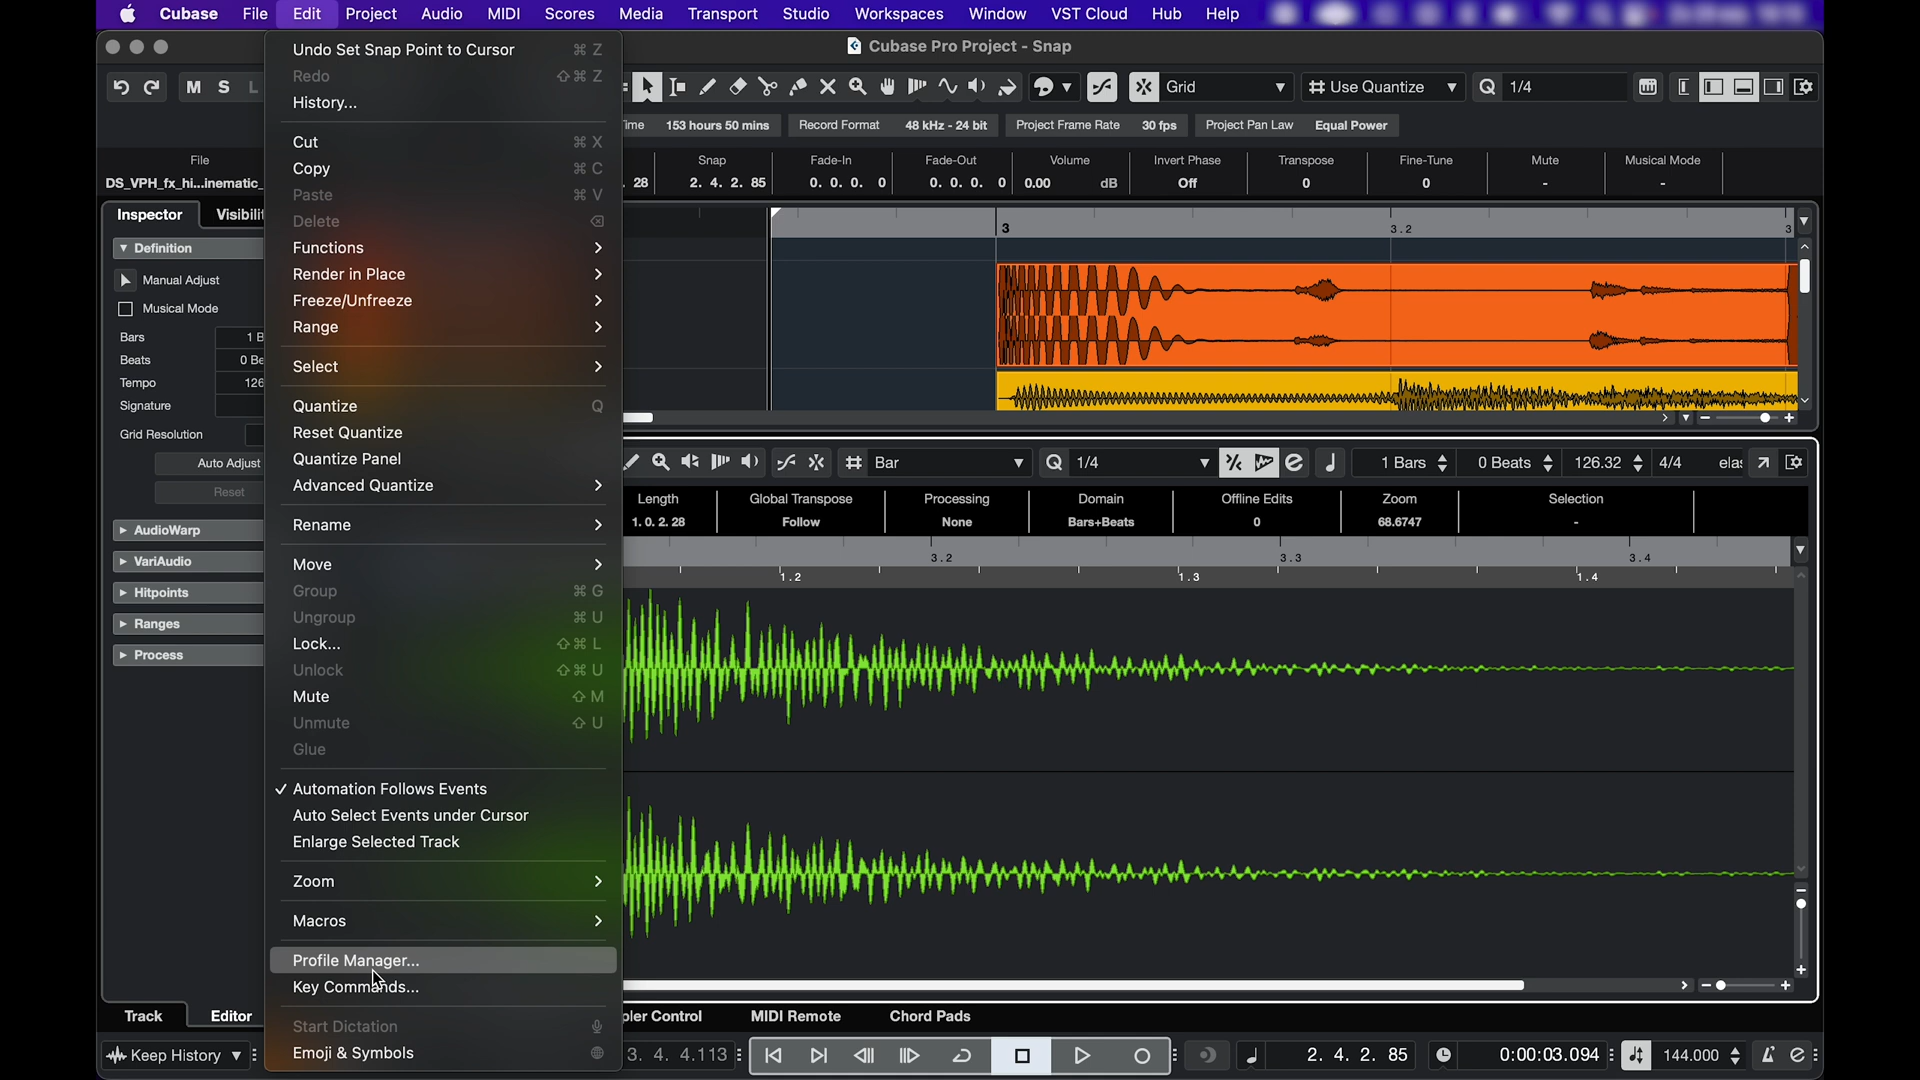 Cubase File Edit Project Audio MIDI Scores Media Transport Studio Workspaces Window VST Cloud Hub Help
Cubase Pro Project - Snap
M S L
Grid
Use Quantize
Q 1/4
153 hours 50 mins Record Format 48 kHz - 24 bit Project Frame Rate 30 fps Project Pan Law Equal Power
File Snap Fade-In Fade-Out Volume Invert Phase Transpose Fine-Tune Mute Musical Mode
DS_VPH_fx_hi...inematic_ 28 2. 4. 2. 85 0. 0. 0. 0 0. 0. 0. 0 0.00 dB Off 0 0 - -
Inspector
Definition
Manual Adjust
Musical Mode
Bars 1 B
Beats 0 Be
Tempo 126
Signature
Grid Resolution
Auto Adjust
Reset
AudioWarp
VariAudio
Hitpoints
Ranges
Process
Track Editor
Keep History
Undo Set Snap Point to Cursor ⌘ Z
Redo ⇧⌘ Z
History...
Cut ⌘ X
Copy ⌘ C
Paste ⌘ V
Delete ⌫
Functions
Render in Place
Freeze/Unfreeze
Range
Select
Quantize Q
Reset Quantize
Quantize Panel
Advanced Quantize
Rename
Move
Group ⌘ G
Ungroup ⌘ U
Lock... ⇧⌘ L
Unlock ⇧⌘ U
Mute ⇧ M
Unmute ⇧ U
Glue
✓ Automation Follows Events
Auto Select Events under Cursor
Enlarge Selected Track
Zoom
Macros
Profile Manager...
Key Commands...
Start Dictation
Emoji & Symbols
3 3.2 3
Bar Q 1/4 1 Bars 0 Beats 126.32 4/4 elas
Length Global Transpose Processing Domain Offline Edits Zoom Selection
1. 0. 2. 28 Follow None Bars+Beats 0 68.6747 -
3.2 3.3 3.4
1.2 1.3 1.4
pler Control MIDI Remote Chord Pads
3. 4. 4.113 2. 4. 2. 85 0:00:03.094 144.000